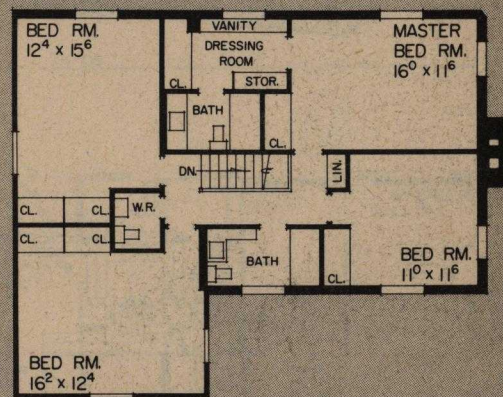 BED RM.
12⁴ x 15⁶
VANITY
DRESSING
ROOM
CL.
STOR.
MASTER
BED RM.
16⁰ x 11⁶
BATH
CL.
DN.
LIN.
CL.
CL.
W.R.
CL.
CL.
BATH
CL.
BED RM.
11⁰ x 11⁶
BED RM.
16² x 12⁴